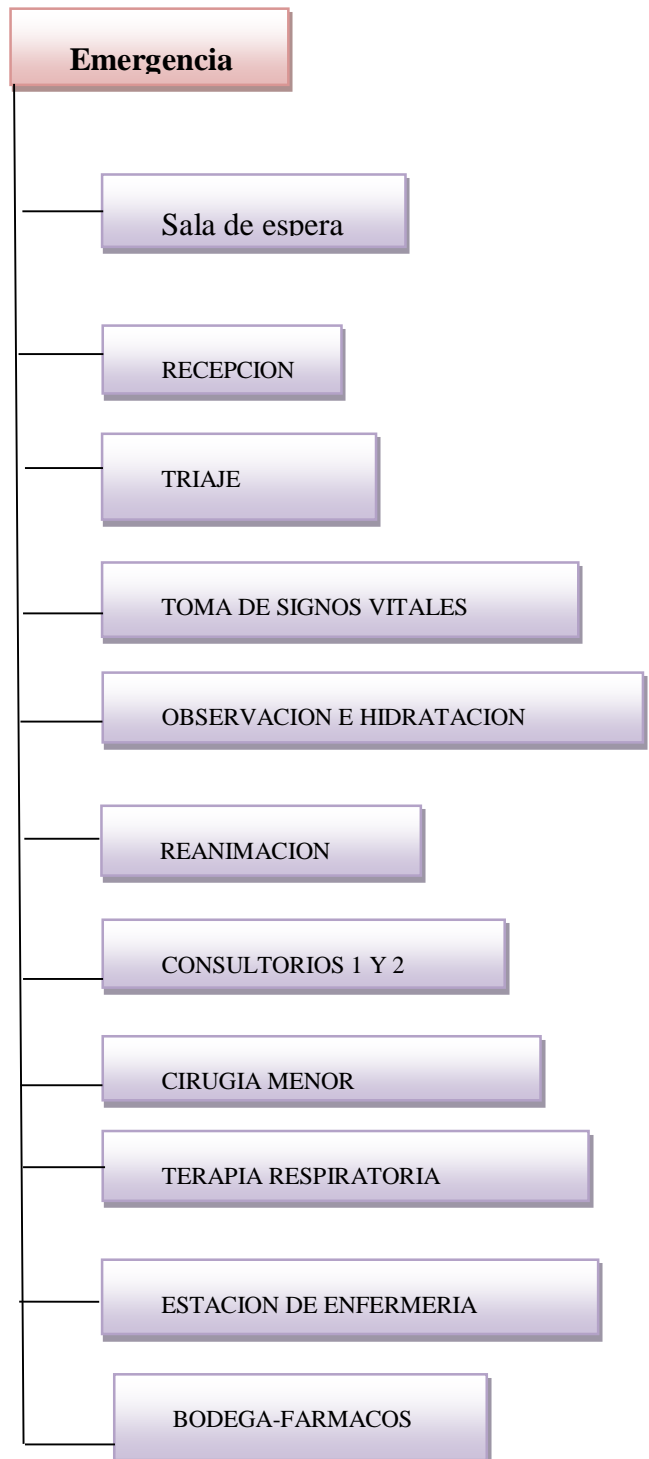 Emergencia
Sala de espera
RECEPCION
TRIAJE
TOMA DE SIGNOS VITALES
OBSERVACION E HIDRATACION
REANIMACION
CONSULTORIOS 1 Y 2
CIRUGIA MENOR
TERAPIA RESPIRATORIA
ESTACION DE ENFERMERIA
BODEGA-FARMACOS